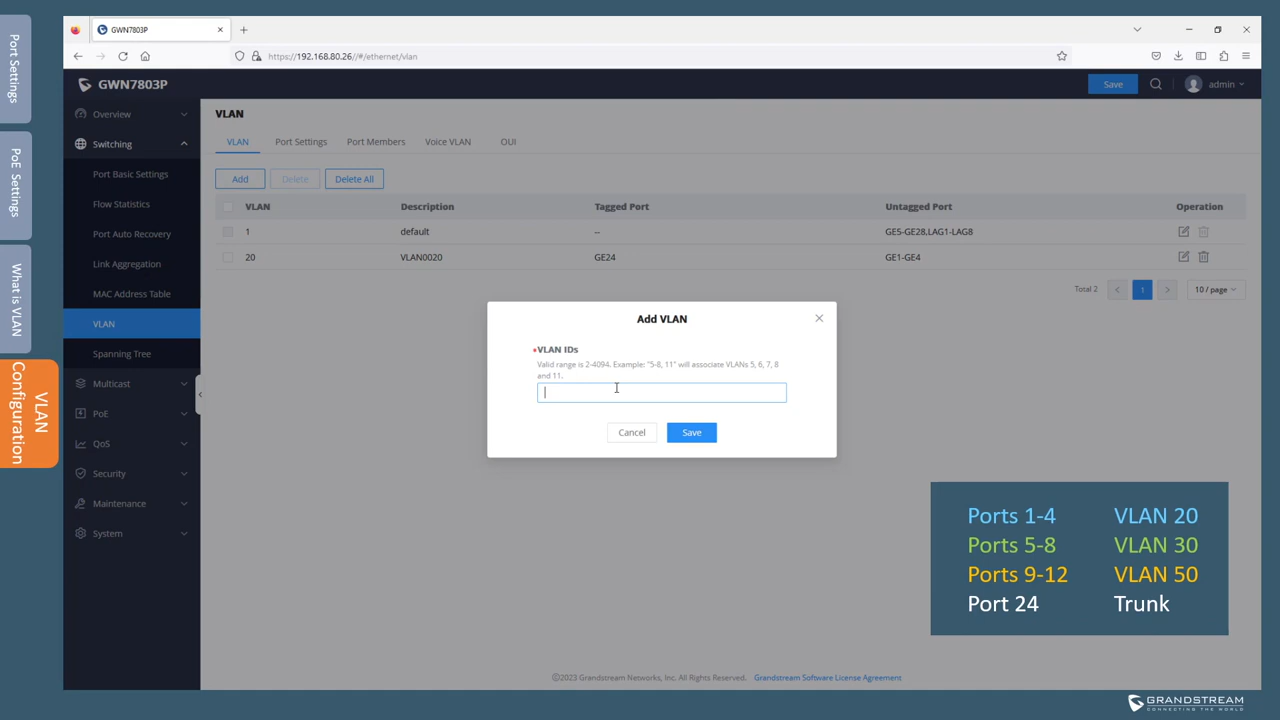 Port Settings
PoE Settings
What is VLAN
VLAN
Configuration
GWN7803P
https://192.168.80.26//#/ethernet/vlan
GWN7803P
Save
admin
Overview
Switching
Port Basic Settings
Flow Statistics
Port Auto Recovery
Link Aggregation
MAC Address Table
VLAN
Spanning Tree
Multicast
PoE
QoS
Security
Maintenance
System
VLAN
VLAN Port Settings Port Members Voice VLAN OUI
Add Delete Delete All
VLAN Description Tagged Port Untagged Port Operation
1 default -- GE5-GE28,LAG1-LAG8
20 VLAN0020 GE24 GE1-GE4
Total 2 < 1 > 10 / page
Add VLAN
*VLAN IDs
Valid range is 2-4094. Example: "5-8, 11" will associate VLANs 5, 6, 7, 8
and 11.
Cancel Save
Ports 1-4 VLAN 20
Ports 5-8 VLAN 30
Ports 9-12 VLAN 50
Port 24 Trunk
©2023 Grandstream Networks, Inc. All Rights Reserved. Grandstream Software License Agreement
GRANDSTREAM
CONNECTING THE WORLD